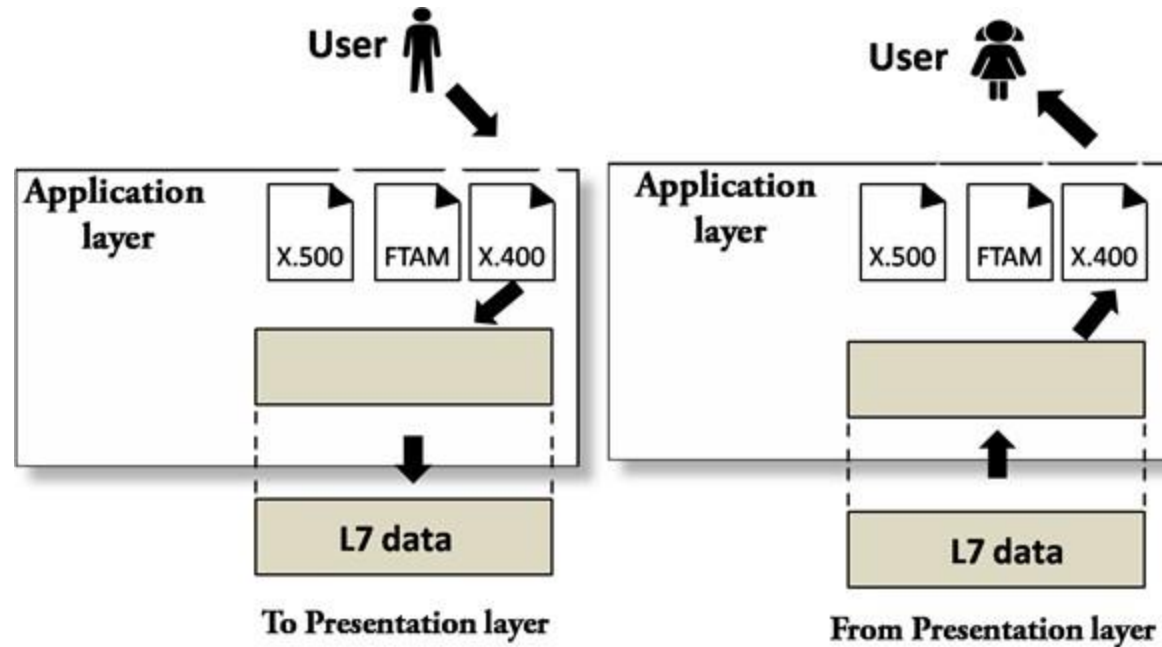 User
Application
layer
X.500 FTAM X.400
L7 data
To Presentation layer
User
Application
layer
X.500 FTAM X.400
L7 data
From Presentation layer